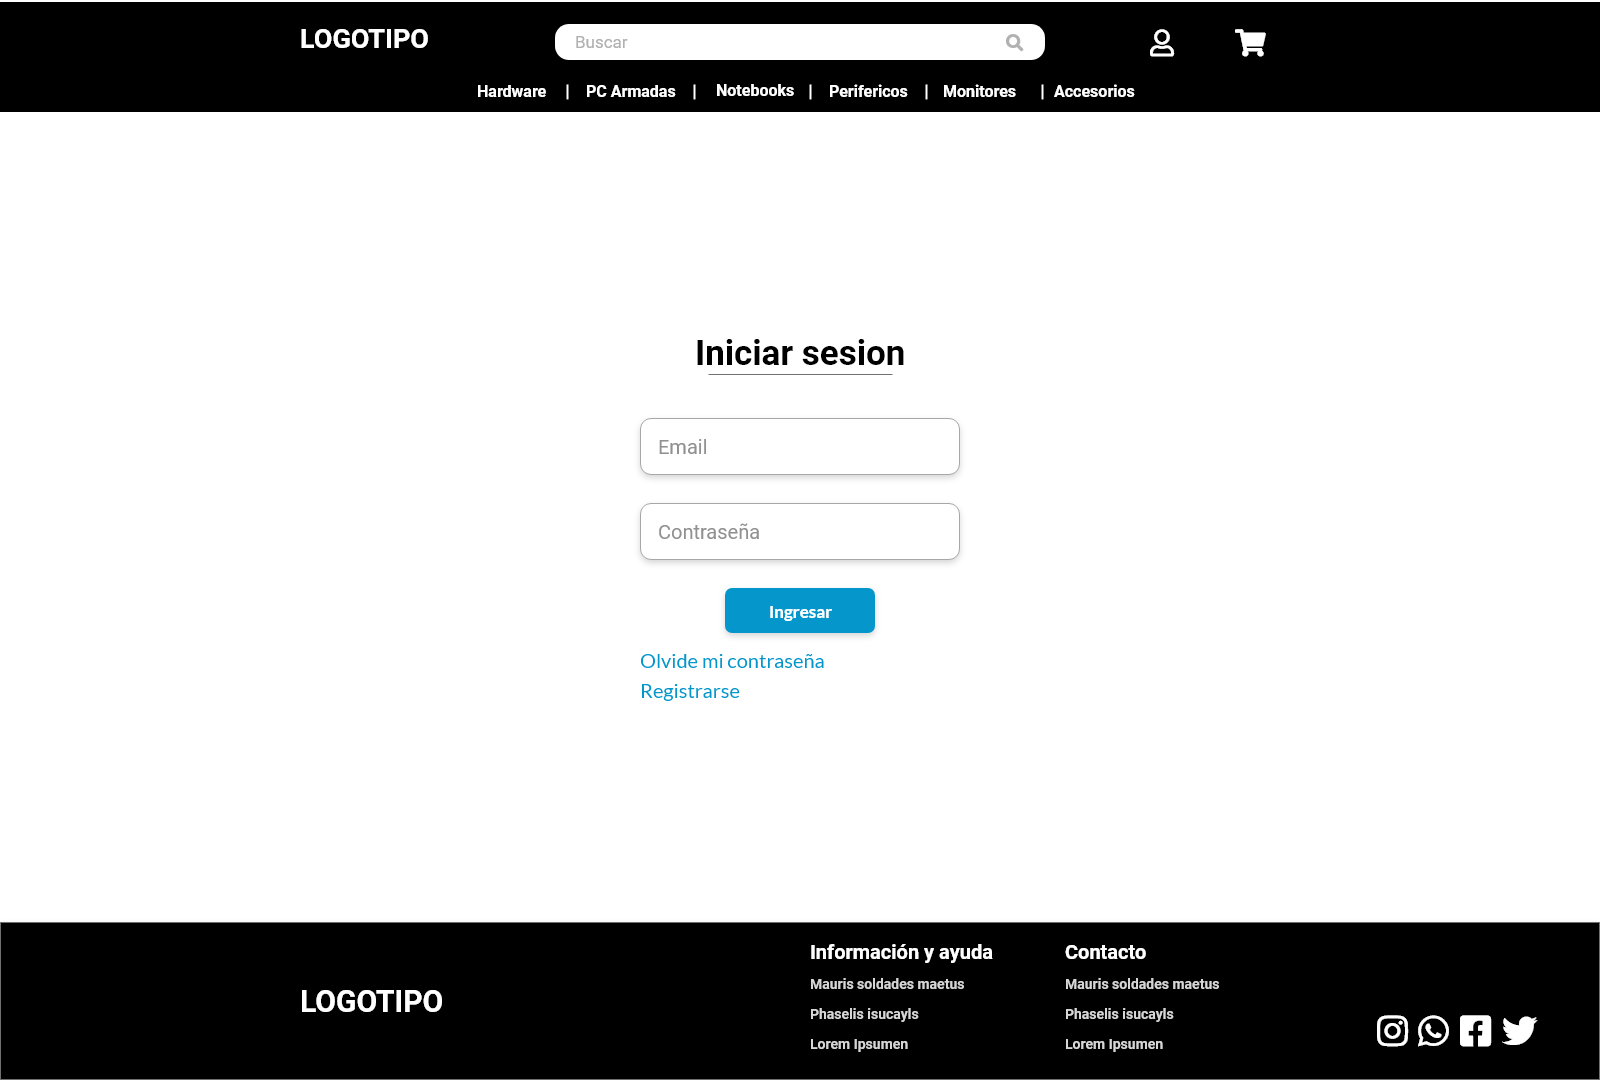 LOGOTIPO
Buscar
Hardware | PC Armadas | Notebooks | Perifericos | Monitores | Accesorios
Iniciar sesion
Email
Contraseña
Ingresar
Olvide mi contraseña
Registrarse
LOGOTIPO
Información y ayuda
Mauris soldades maetus
Phaselis isucayls
Lorem Ipsumen
Contacto
Mauris soldades maetus
Phaselis isucayls
Lorem Ipsumen